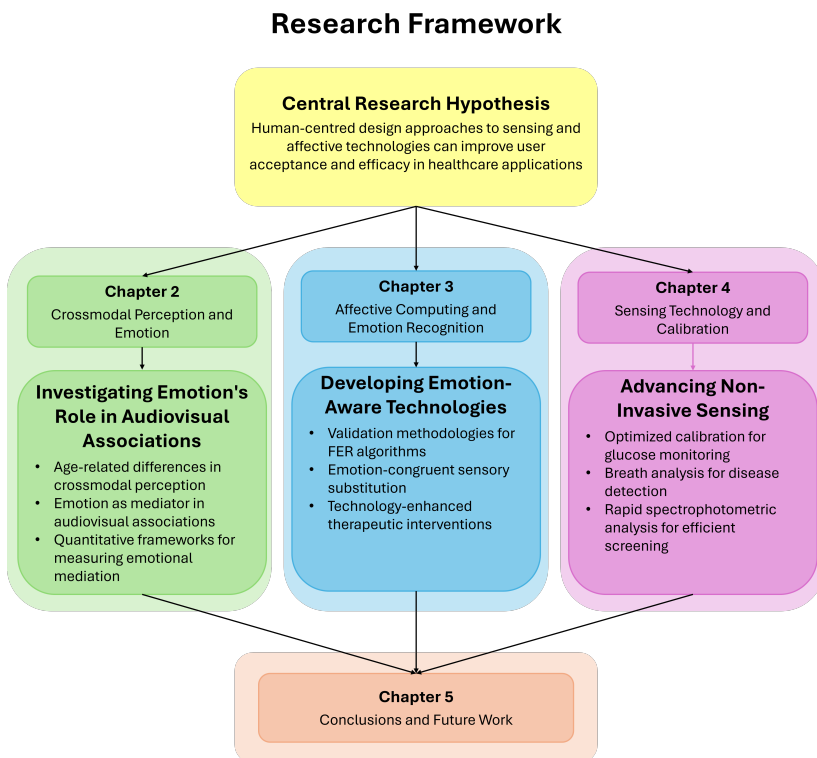 Research Framework
Central Research Hypothesis
Human-centred design approaches to sensing and
affective technologies can improve user
acceptance and efficacy in healthcare applications
Chapter 2
Crossmodal Perception and
Emotion
Chapter 3
Affective Computing and
Emotion Recognition
Chapter 4
Sensing Technology and
Calibration
Investigating Emotion's
Role in Audiovisual
Associations
• Age-related differences in
crossmodal perception
• Emotion as mediator in
audiovisual associations
• Quantitative frameworks for
measuring emotional
mediation
Developing Emotion-
Aware Technologies
• Validation methodologies for
FER algorithms
• Emotion-congruent sensory
substitution
• Technology-enhanced
therapeutic interventions
Advancing Non-
Invasive Sensing
• Optimized calibration for
glucose monitoring
• Breath analysis for disease
detection
• Rapid spectrophotometric
analysis for efficient
screening
Chapter 5
Conclusions and Future Work